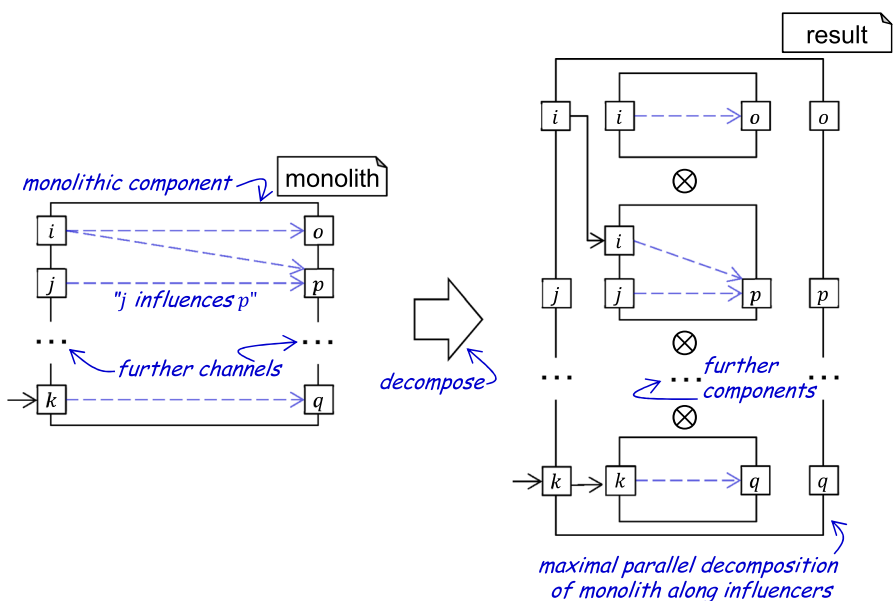 monolith
monolithic component
i
o
j
p
"j influences p"
...
...
further channels
k
q
decompose
result
i
i
o
o
⊗
i
j
j
p
p
⊗
...
...
further
components
...
⊗
k
k
q
q
maximal parallel decomposition
of monolith along influencers